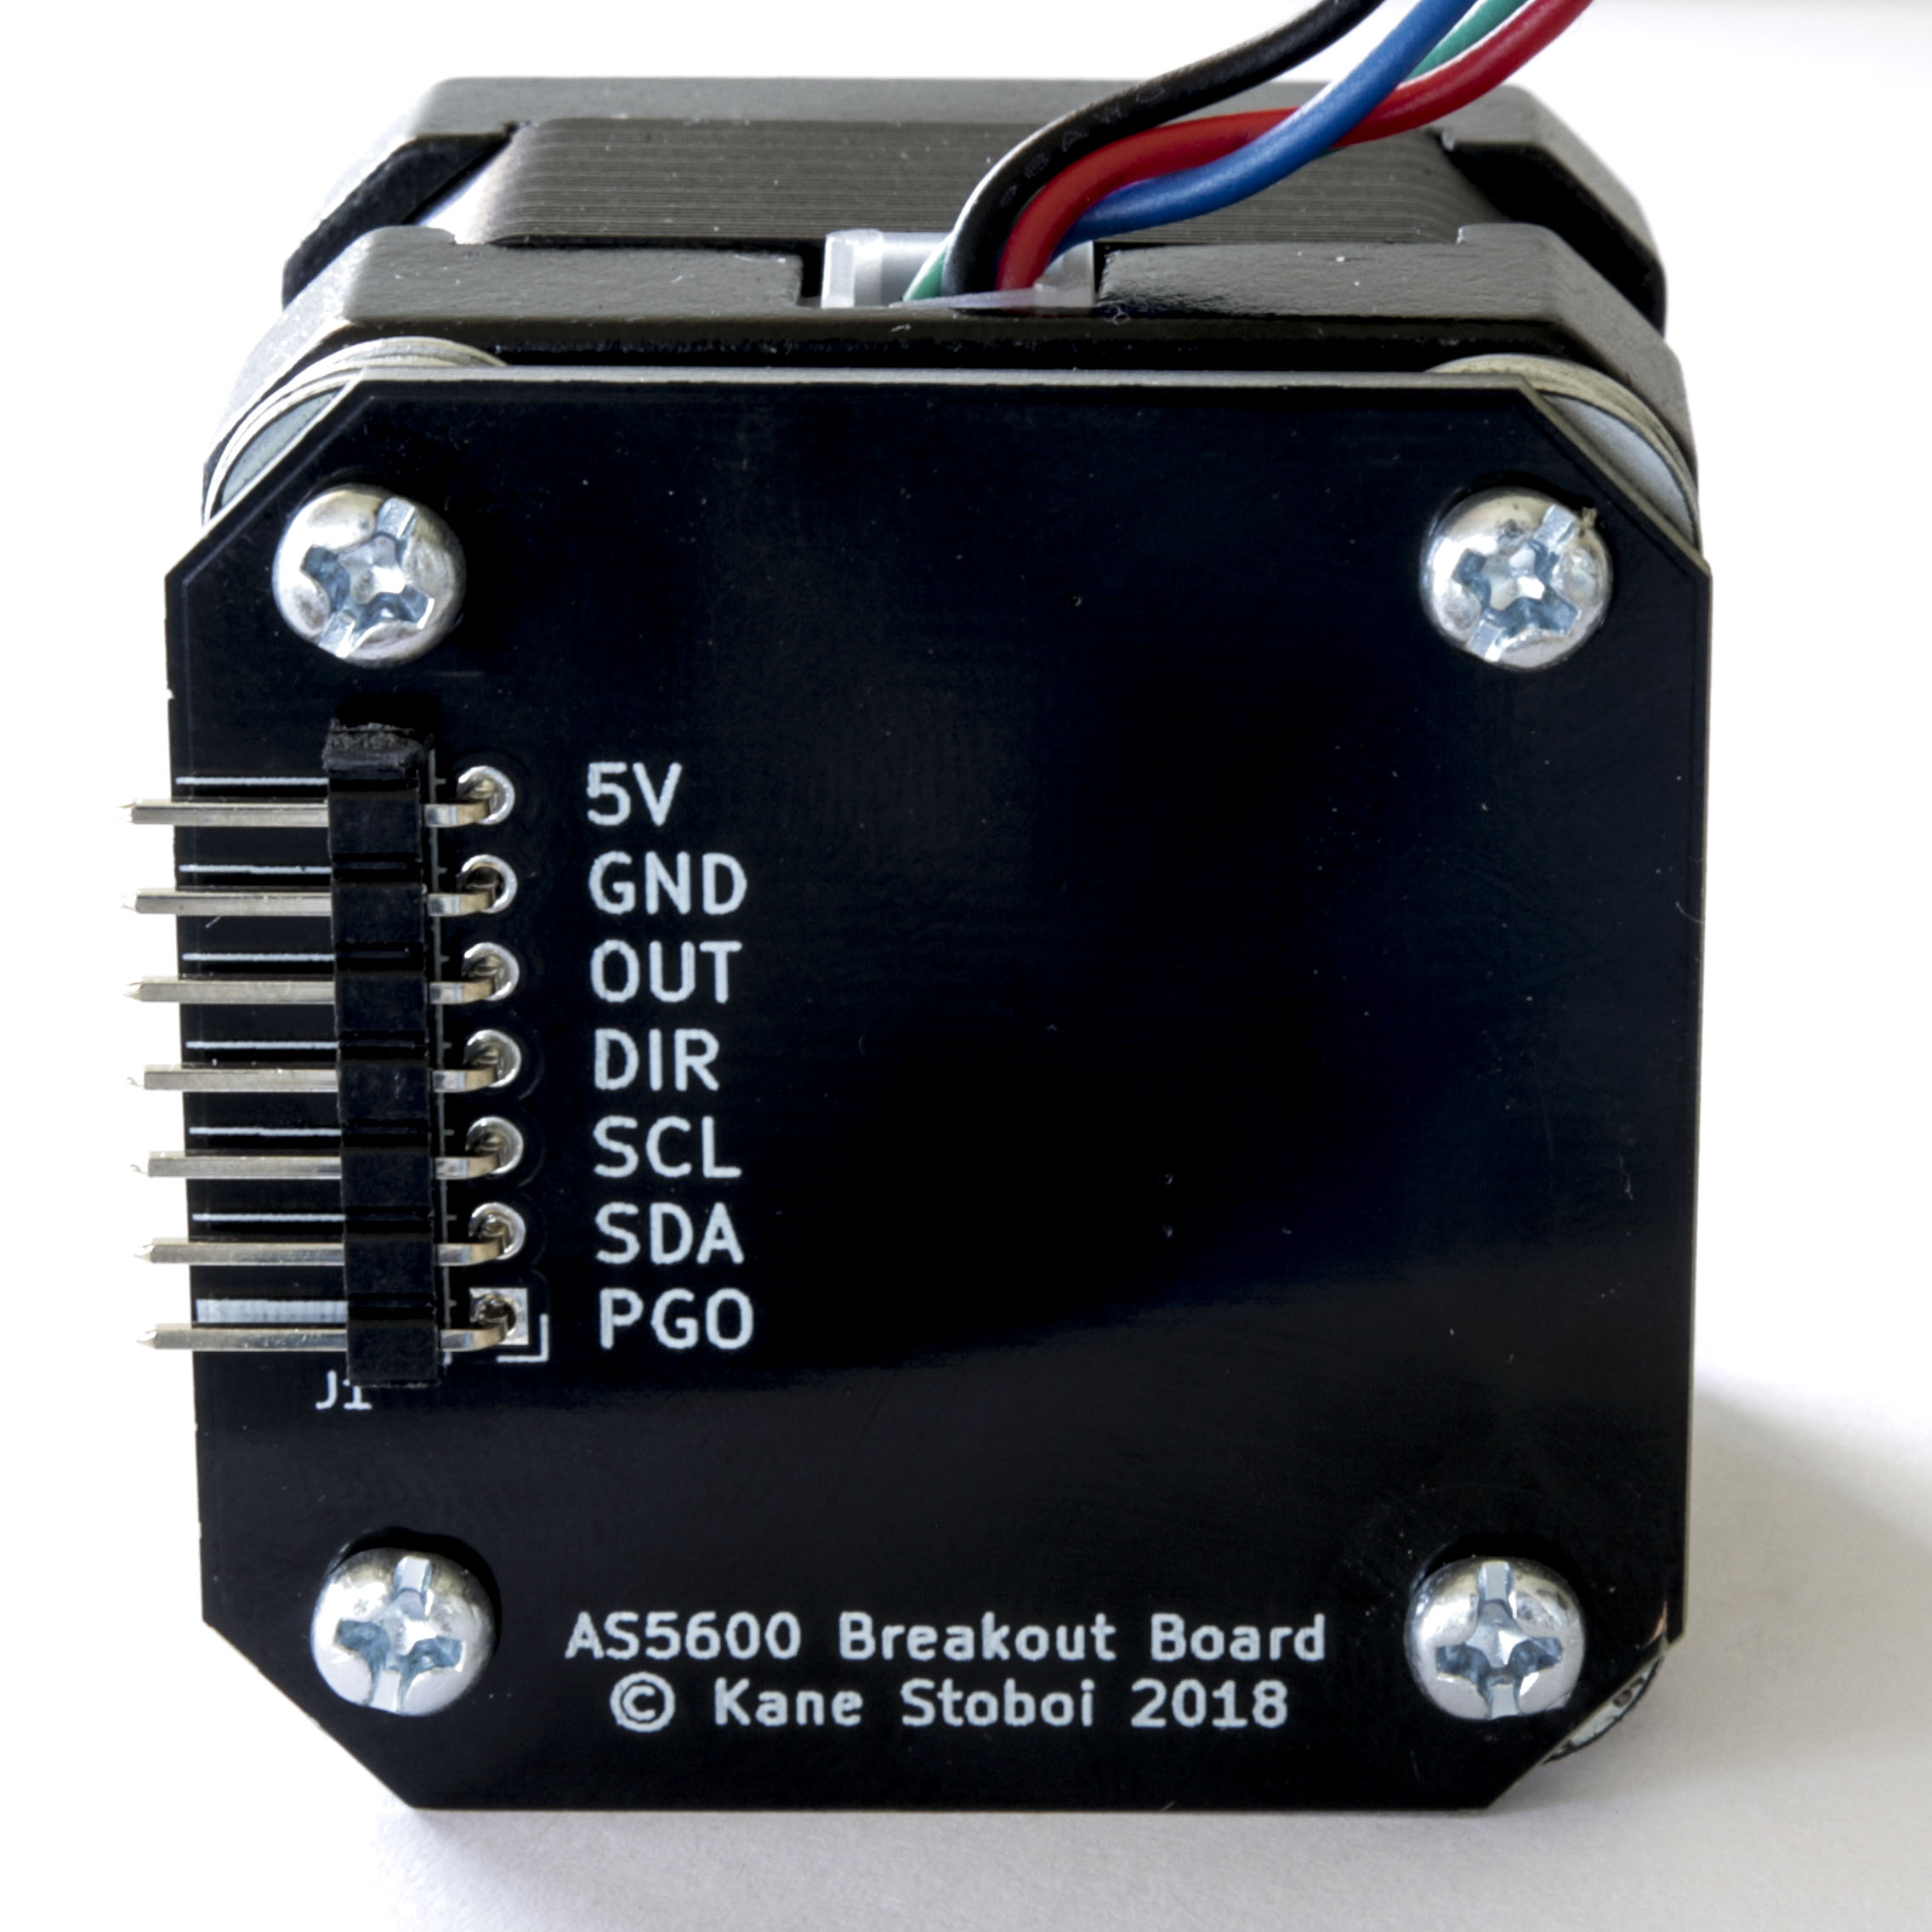 5V
GND
OUT
DIR
SCL
SDA
PGO
J1
AS5600 Breakout Board
© Kane Stoboi 2018